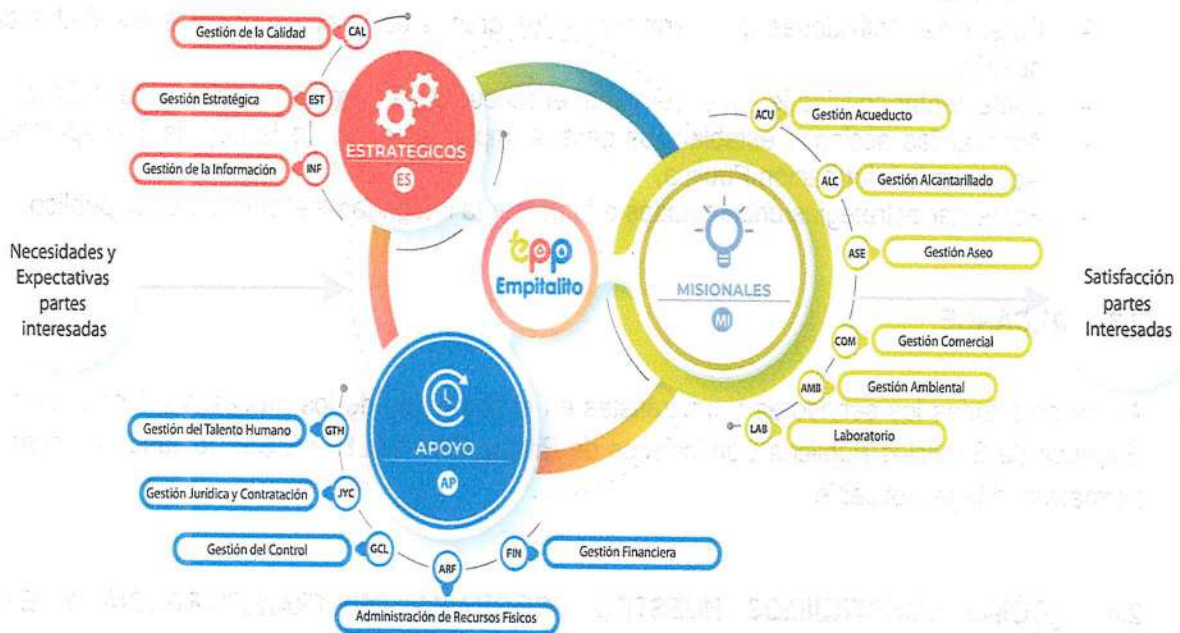 Gestión de la Calidad
CAL
Gestión Estratégica
EST
Gestión de la Información
INF
ESTRATEGICOS
ES
Necesidades y
Expectativas
partes
interesadas
epp
Empitalito
MISIONALES
MI
ACU
Gestión Acueducto
ALC
Gestión Alcantarillado
ASE
Gestión Aseo
COM
Gestión Comercial
AMB
Gestión Ambiental
LAB
Laboratorio
Satisfacción
partes
Interesadas
APOYO
AP
Gestión del Talento Humano
GTH
Gestión Jurídica y Contratación
JYC
Gestión del Control
GCL
ARF
Administración de Recursos Fisicos
FIN
Gestión Financiera